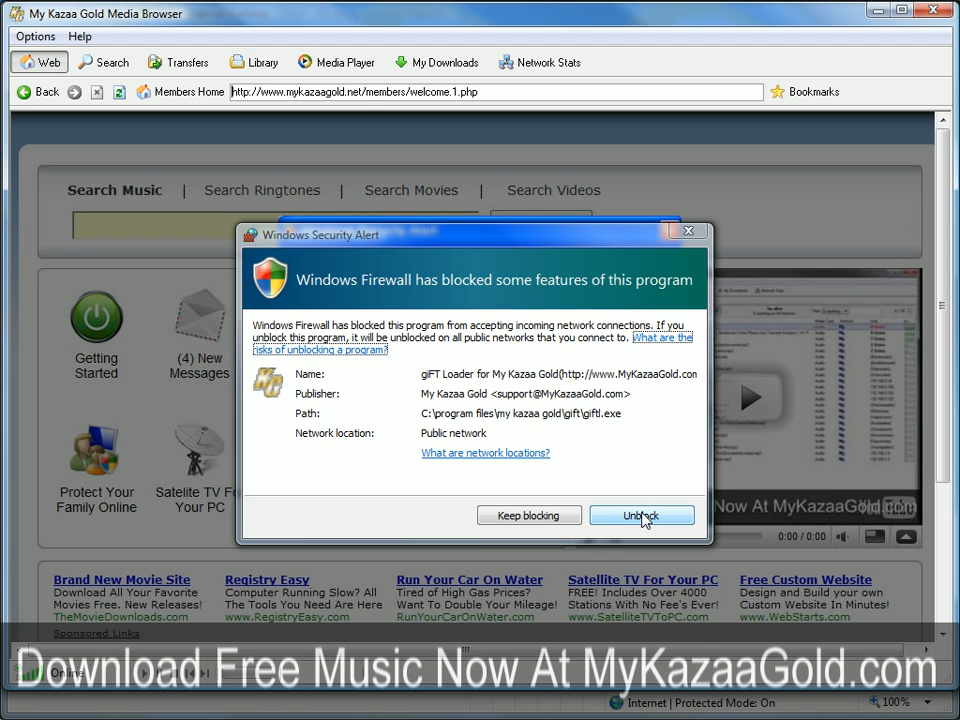 My Kazaa Gold Media Browser
Options Help
Web Search Transfers Library Media Player My Downloads Network Stats
Back Members Home http://www.mykazaagold.net/members/welcome.1.php Bookmarks
Search Music | Search Ringtones | Search Movies | Search Videos
Windows Security Alert
Windows Firewall has blocked some features of this program
Windows Firewall has blocked this program from accepting incoming network connections. If you
unblock this program, it will be unblocked on all public networks that you connect to. What are the
risks of unblocking a program?
Name: giFT Loader for My Kazaa Gold(http://www.MyKazaaGold.con
Publisher: My Kazaa Gold <support@MyKazaaGold.com>
Path: C:\program files\my kazaa gold\gift\giftl.exe
Network location: Public network
What are network locations?
Keep blocking Unblock
Getting
Started
(4) New
Messages
Protect Your
Family Online
Satelite TV F
Your PC
Now At MyKazaaGold.com
0:00 / 0:00
Brand New Movie Site
Download All Your Favorite
Movies Free. New Releases!
TheMovieDownloads.com
Registry Easy
Computer Running Slow? All
The Tools You Need Are Here
www.RegistryEasy.com
Run Your Car On Water
Tired of High Gas Prices?
Want To Double Your Mileage!
RunYourCarOnWater.com
Satellite TV For Your PC
FREE! Includes Over 4000
Stations With No Fee's Ever!
www.SatelliteTVToPC.com
Free Custom Website
Design and Build your own
Custom Website In Minutes!
www.WebStarts.com
Sponsored Links
Online
Download Free Music Now At MyKazaaGold.com
Internet | Protected Mode: On 100%